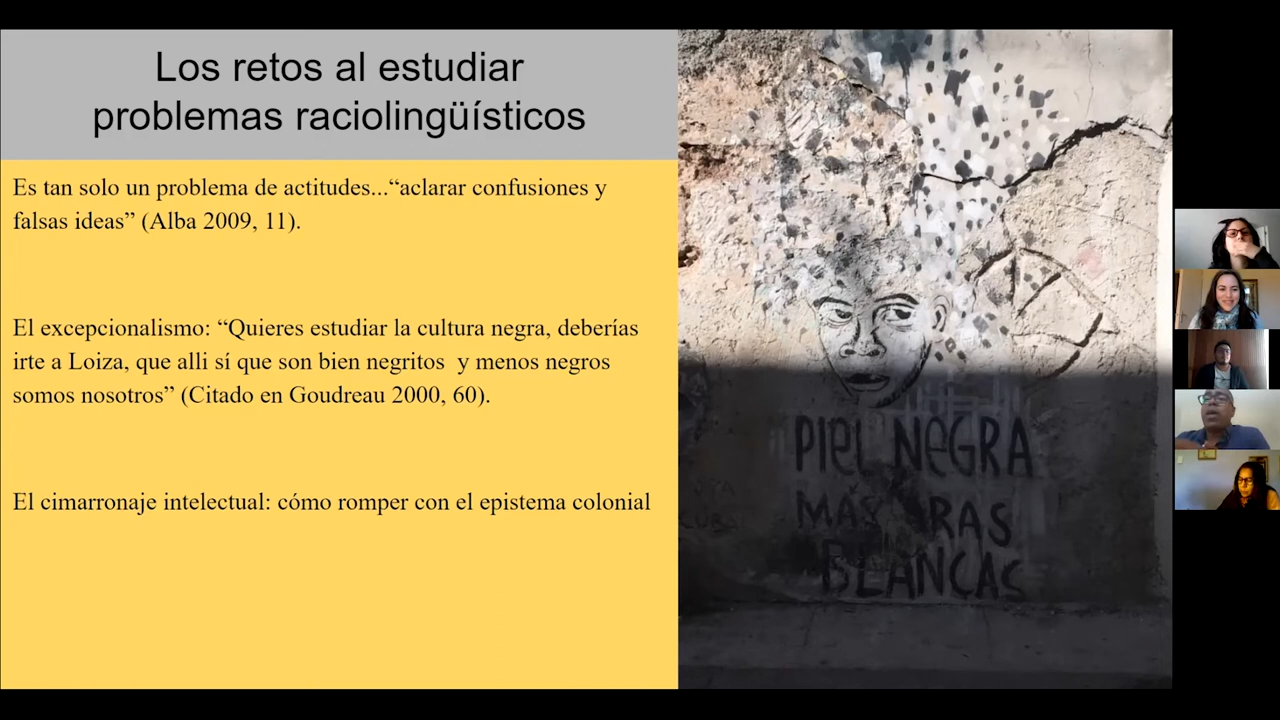 Los retos al estudiar
problemas raciolingüísticos
Es tan solo un problema de actitudes...“aclarar confusiones y
falsas ideas” (Alba 2009, 11).
El excepcionalismo: “Quieres estudiar la cultura negra, deberías
irte a Loiza, que alli sí que son bien negritos y menos negros
somos nosotros” (Citado en Goudreau 2000, 60).
El cimarronaje intelectual: cómo romper con el epistema colonial
PIEL NEGRA
BLANCAS